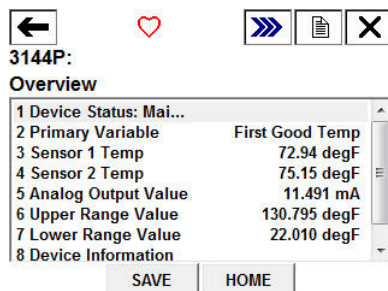 3144P:
Overview
1 Device Status: Mai...
2 Primary Variable First Good Temp
3 Sensor 1 Temp 72.94 degF
4 Sensor 2 Temp 75.15 degF
5 Analog Output Value 11.491 mA
6 Upper Range Value 130.795 degF
7 Lower Range Value 22.010 degF
8 Device Information
SAVE HOME